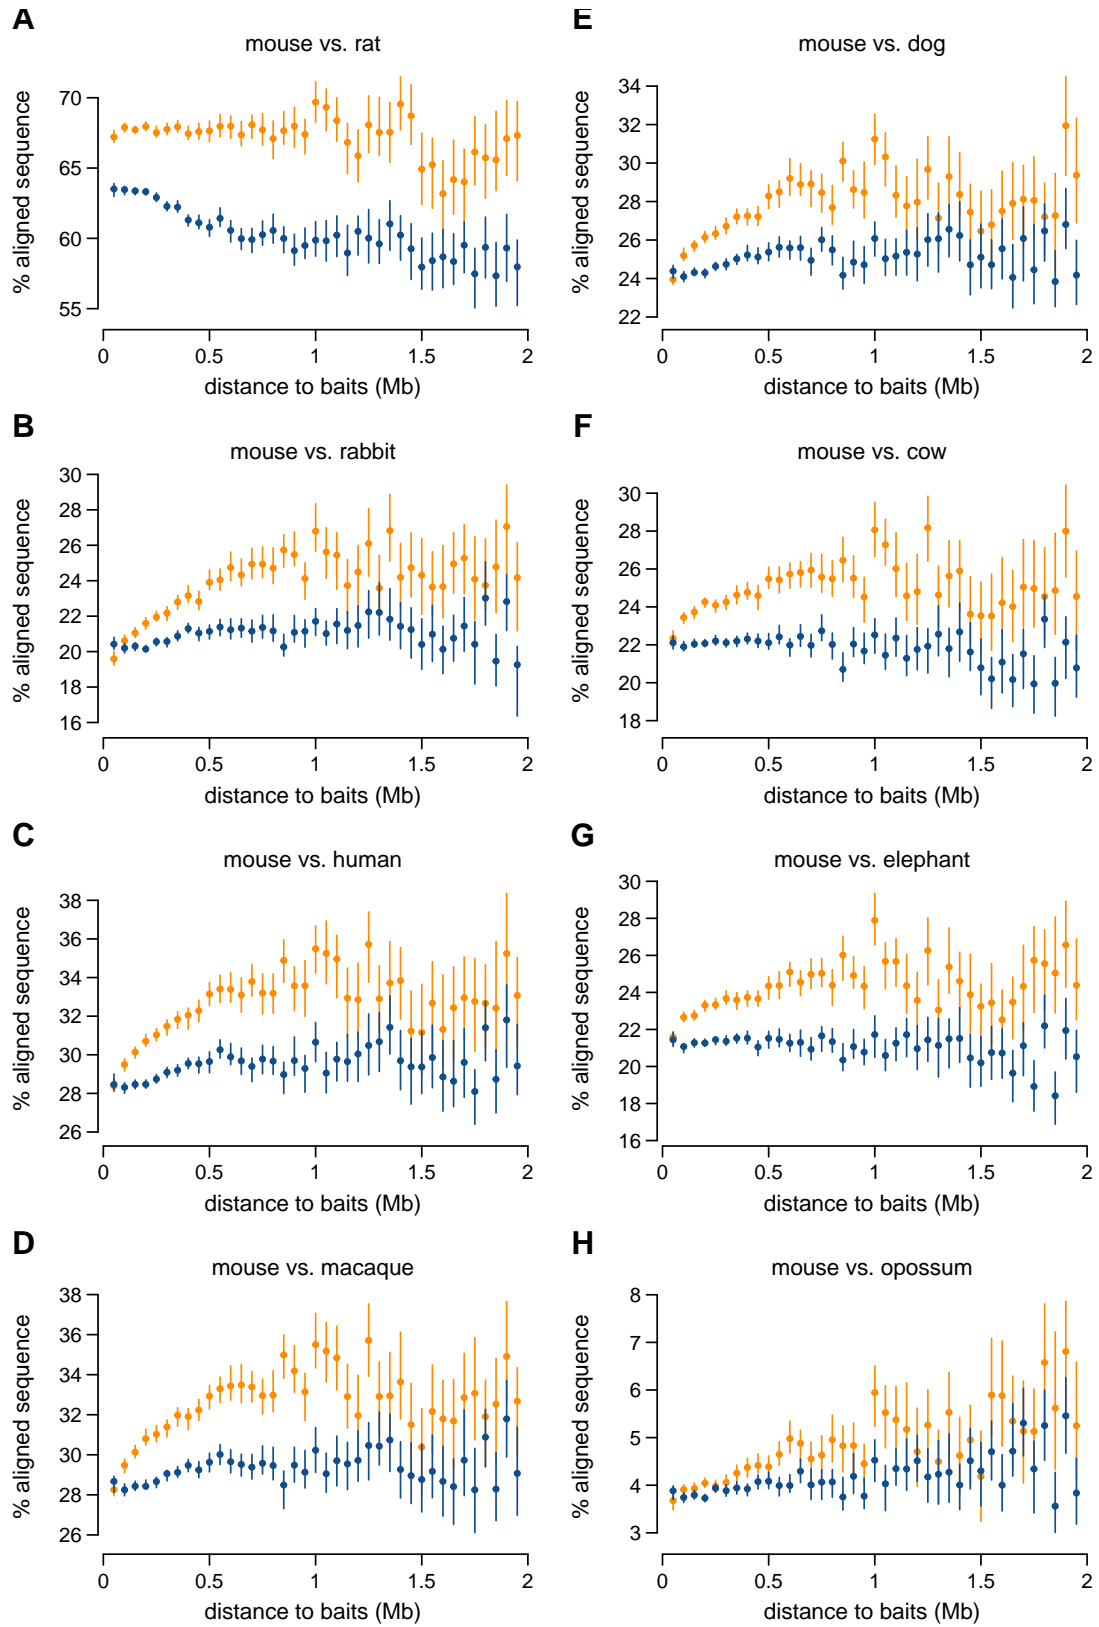 A
mouse vs. rat
% aligned sequence
70
65
60
55
0 0.5 1 1.5 2
distance to baits (Mb)
B
mouse vs. rabbit
% aligned sequence
30
28
26
24
22
20
18
16
0 0.5 1 1.5 2
distance to baits (Mb)
C
mouse vs. human
% aligned sequence
38
36
34
32
30
28
26
0 0.5 1 1.5 2
distance to baits (Mb)
D
mouse vs. macaque
% aligned sequence
38
36
34
32
30
28
26
0 0.5 1 1.5 2
distance to baits (Mb)
E
mouse vs. dog
% aligned sequence
34
32
30
28
26
24
22
0 0.5 1 1.5 2
distance to baits (Mb)
F
mouse vs. cow
% aligned sequence
30
28
26
24
22
20
18
0 0.5 1 1.5 2
distance to baits (Mb)
G
mouse vs. elephant
% aligned sequence
30
28
26
24
22
20
18
16
0 0.5 1 1.5 2
distance to baits (Mb)
H
mouse vs. opossum
% aligned sequence
8
7
6
5
4
3
0 0.5 1 1.5 2
distance to baits (Mb)